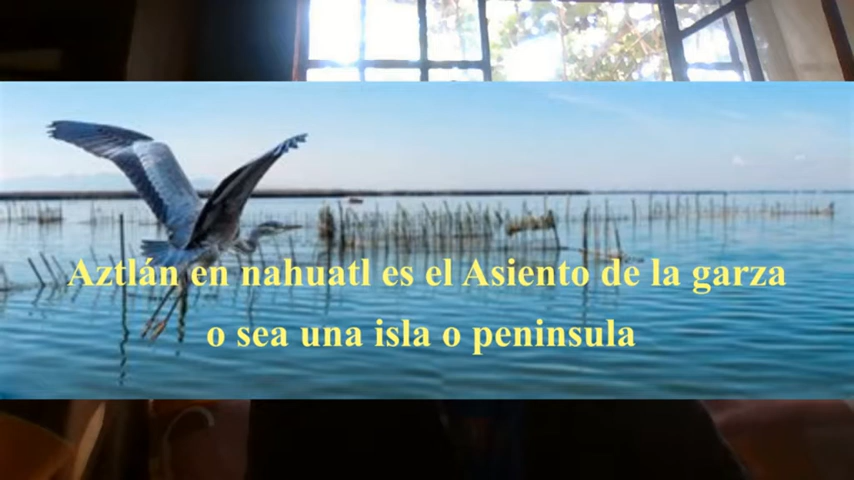 Aztlán en nahuatl es el Asiento de la garza
o sea una isla o peninsula